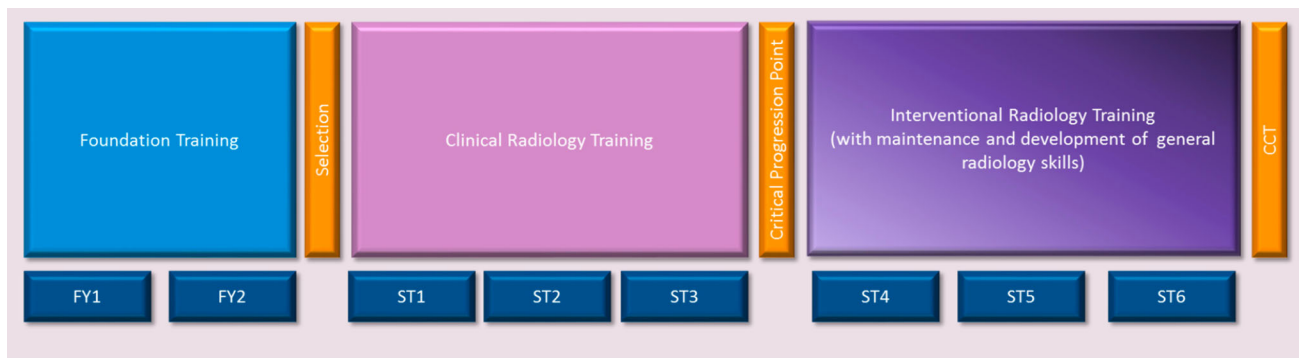 Foundation Training
Selection
Clinical Radiology Training
Critical Progression Point
Interventional Radiology Training
(with maintenance and development of general
radiology skills)
CCT
FY1
FY2
ST1
ST2
ST3
ST4
ST5
ST6